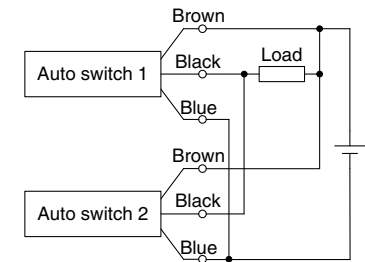 Brown
Auto switch 1
Black
Load
Blue
Brown
Auto switch 2
Black
Blue